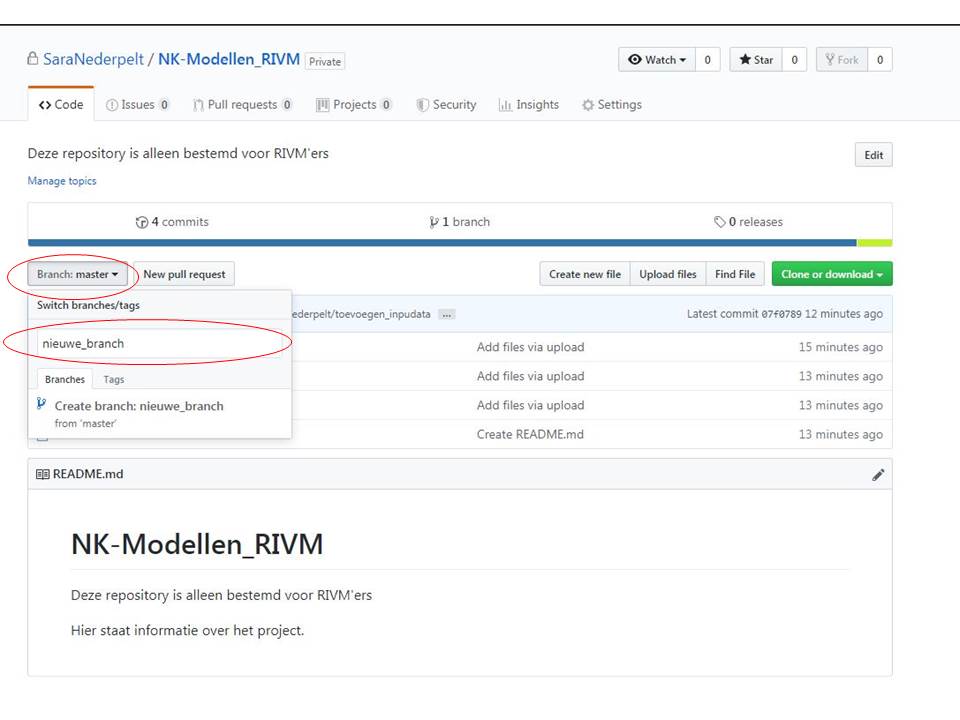 SaraNederpelt / NK-Modellen_RIVM Private
Watch 0 Star 0 Fork 0
Code Issues 0 Pull requests 0 Projects 0 Security Insights Settings
Deze repository is alleen bestemd voor RIVM'ers Edit
Manage topics
4 commits 1 branch 0 releases
Branch: master New pull request Create new file Upload files Find File Clone or download
Switch branches/tags
ederpelt/toevoegen_inpudata ... Latest commit 07f0789 12 minutes ago
nieuwe_branch
Add files via upload 15 minutes ago
Branches Tags
Add files via upload 13 minutes ago
Create branch: nieuwe_branch
from 'master'
Add files via upload 13 minutes ago
Create README.md 13 minutes ago
README.md
NK-Modellen_RIVM
Deze repository is alleen bestemd voor RIVM'ers
Hier staat informatie over het project.